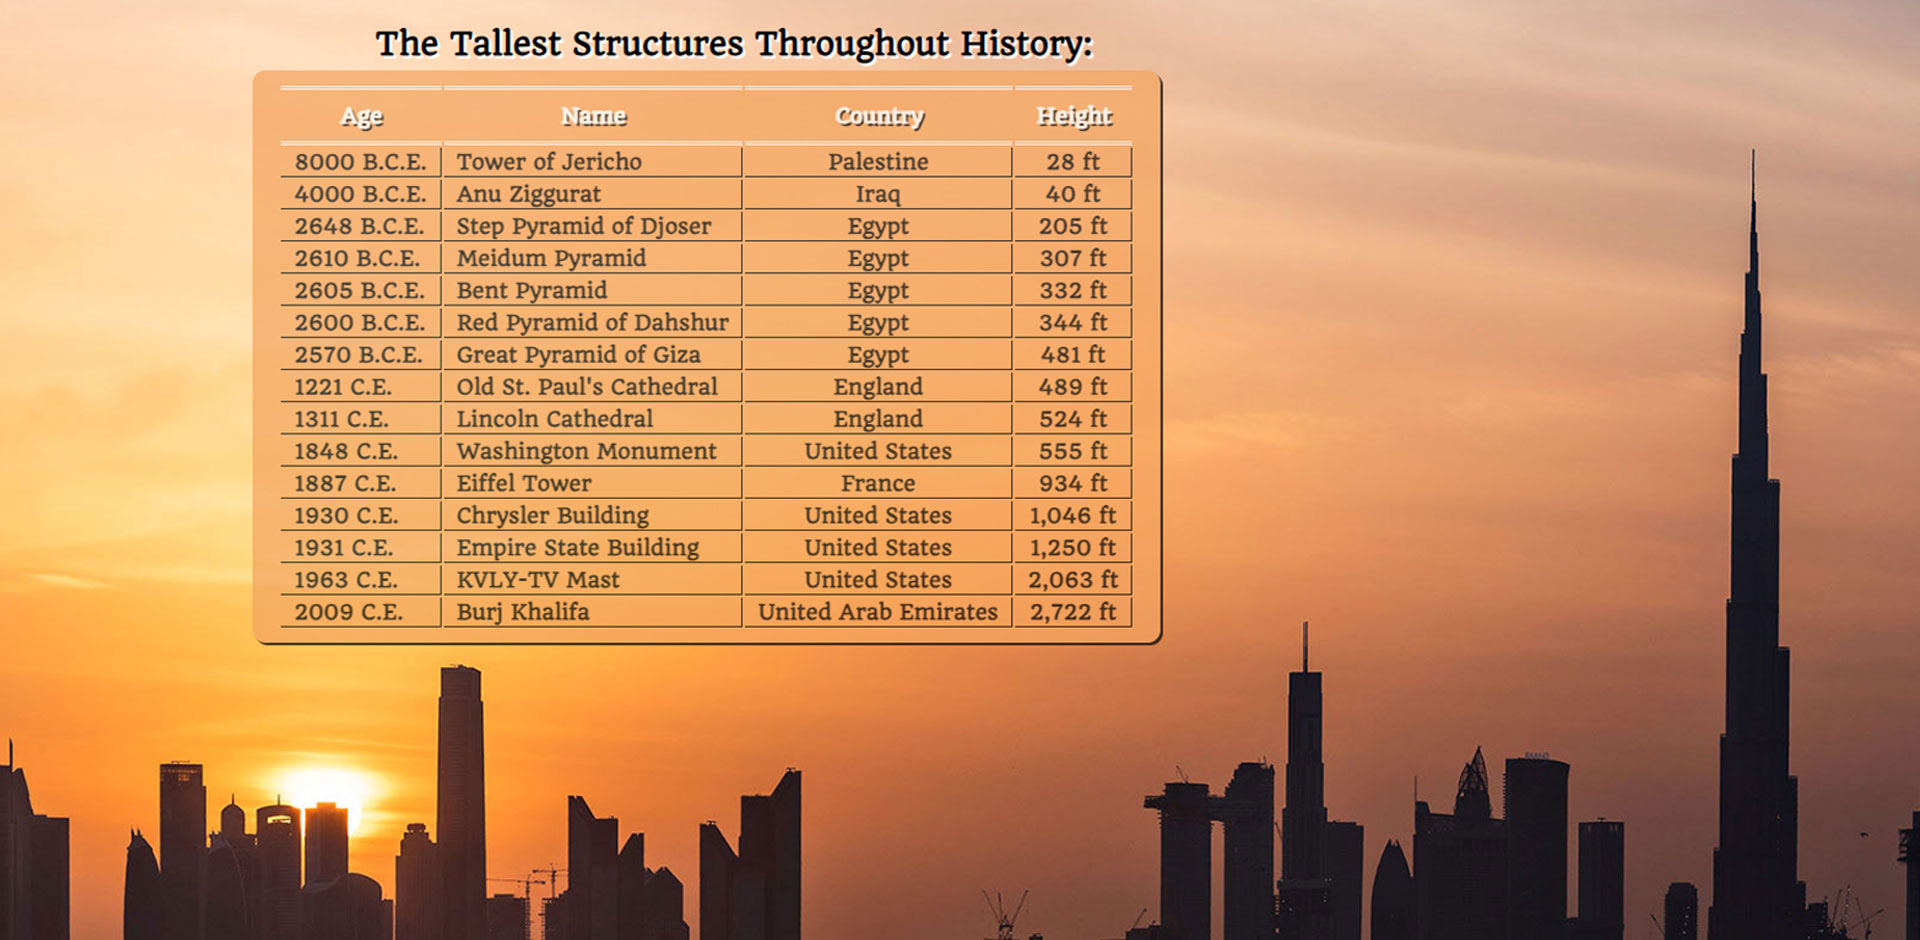 The Tallest Structures Throughout History:
Age Name Country Height
8000 B.C.E. Tower of Jericho Palestine 28 ft
4000 B.C.E. Anu Ziggurat Iraq 40 ft
2648 B.C.E. Step Pyramid of Djoser Egypt 205 ft
2610 B.C.E. Meidum Pyramid Egypt 307 ft
2605 B.C.E. Bent Pyramid Egypt 332 ft
2600 B.C.E. Red Pyramid of Dahshur Egypt 344 ft
2570 B.C.E. Great Pyramid of Giza Egypt 481 ft
1221 C.E. Old St. Paul's Cathedral England 489 ft
1311 C.E. Lincoln Cathedral England 524 ft
1848 C.E. Washington Monument United States 555 ft
1887 C.E. Eiffel Tower France 934 ft
1930 C.E. Chrysler Building United States 1,046 ft
1931 C.E. Empire State Building United States 1,250 ft
1963 C.E. KVLY-TV Mast United States 2,063 ft
2009 C.E. Burj Khalifa United Arab Emirates 2,722 ft